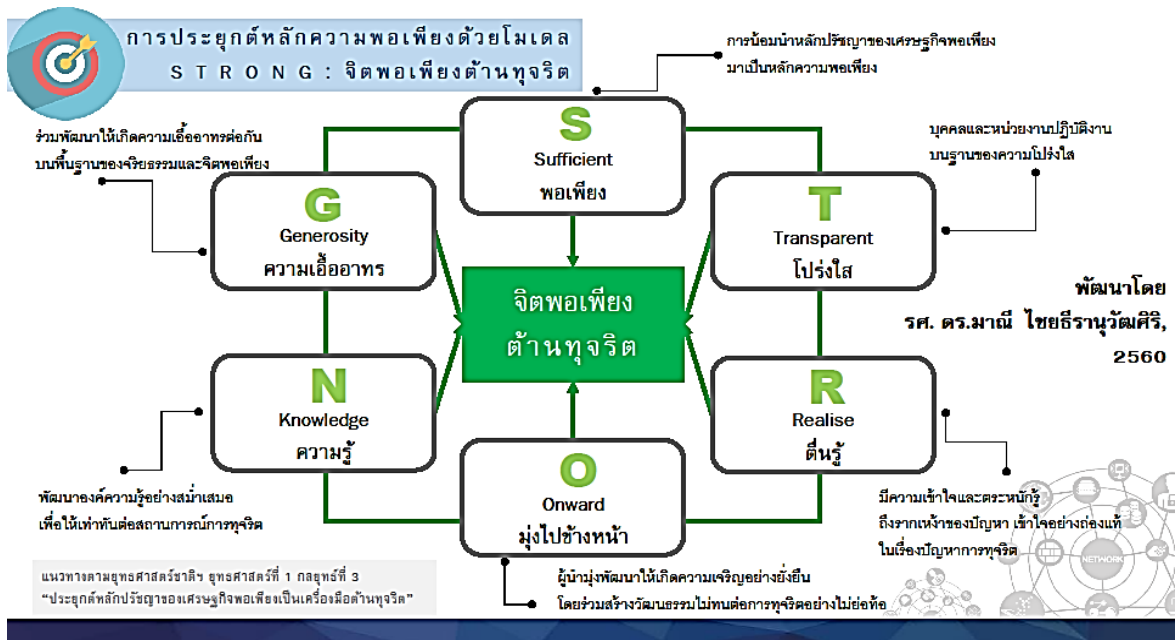 การประยุกต์หลักความพอเพียงด้วยโมเดล
STRONG : จิตพอเพียงต้านทุจริต
การน้อมนำหลักปรัชญาของเศรษฐกิจพอเพียง
มาเป็นหลักความพอเพียง
S
Sufficient
พอเพียง
ร่วมพัฒนาให้เกิดความเอื้ออาทรต่อกัน
บนพื้นฐานของจริยธรรมและจิตพอเพียง
บุคคลและหน่วยงานปฏิบัติงาน
บนฐานของความโปร่งใส
G
Generosity
ความเอื้ออาทร
T
Transparent
โปร่งใส
จิตพอเพียง
ต้านทุจริต
พัฒนาโดย
รศ. ดร.มาณี ไชยธีรานุวัฒศิริ,
2560
N
Knowledge
ความรู้
R
Realise
ตื่นรู้
O
Onward
มุ่งไปข้างหน้า
พัฒนาองค์ความรู้อย่างสม่ำเสมอ
เพื่อให้เท่าทันต่อสถานการณ์การทุจริต
มีความเข้าใจและตระหนักรู้
ถึงรากเหง้าของปัญหา เข้าใจอย่างถ่องแท้
ในเรื่องปัญหาการทุจริต
NETWORK
ผู้นำมุ่งพัฒนาให้เกิดความเจริญอย่างยั่งยืน
โดยร่วมสร้างวัฒนธรรมไม่ทนต่อการทุจริตอย่างไม่ย่อท้อ
แนวทางตามยุทธศาสตร์ชาติฯ ยุทธศาสตร์ที่ 1 กลยุทธ์ที่ 3
“ประยุกต์หลักปรัชญาของเศรษฐกิจพอเพียงเป็นเครื่องมือต้านทุจริต”